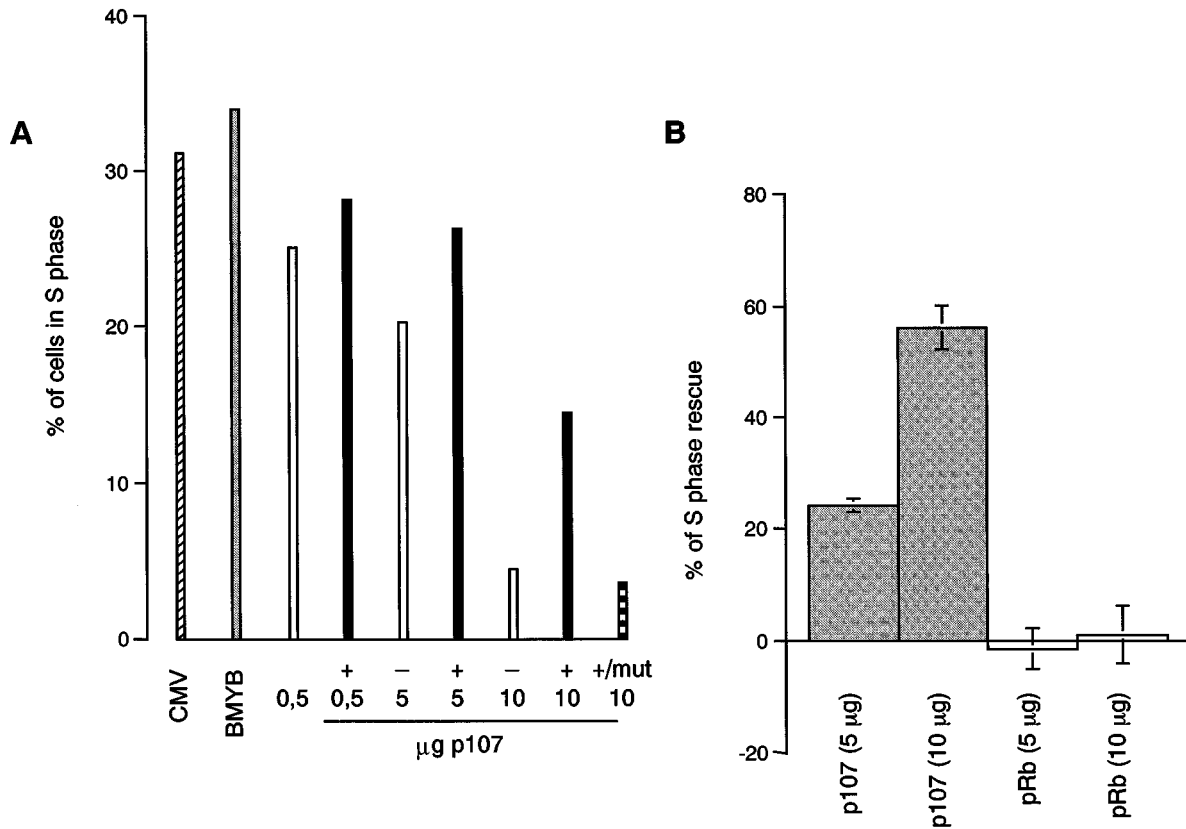 A
% of cells in S phase
40
30
20
10
0
CMV
BMYB
+ − + − + +/mut
0,5 0,5 5 5 10 10 10
µg p107
B
% of S phase rescue
80
60
40
20
0
-20
p107 (5 µg)
p107 (10 µg)
pRb (5 µg)
pRb (10 µg)